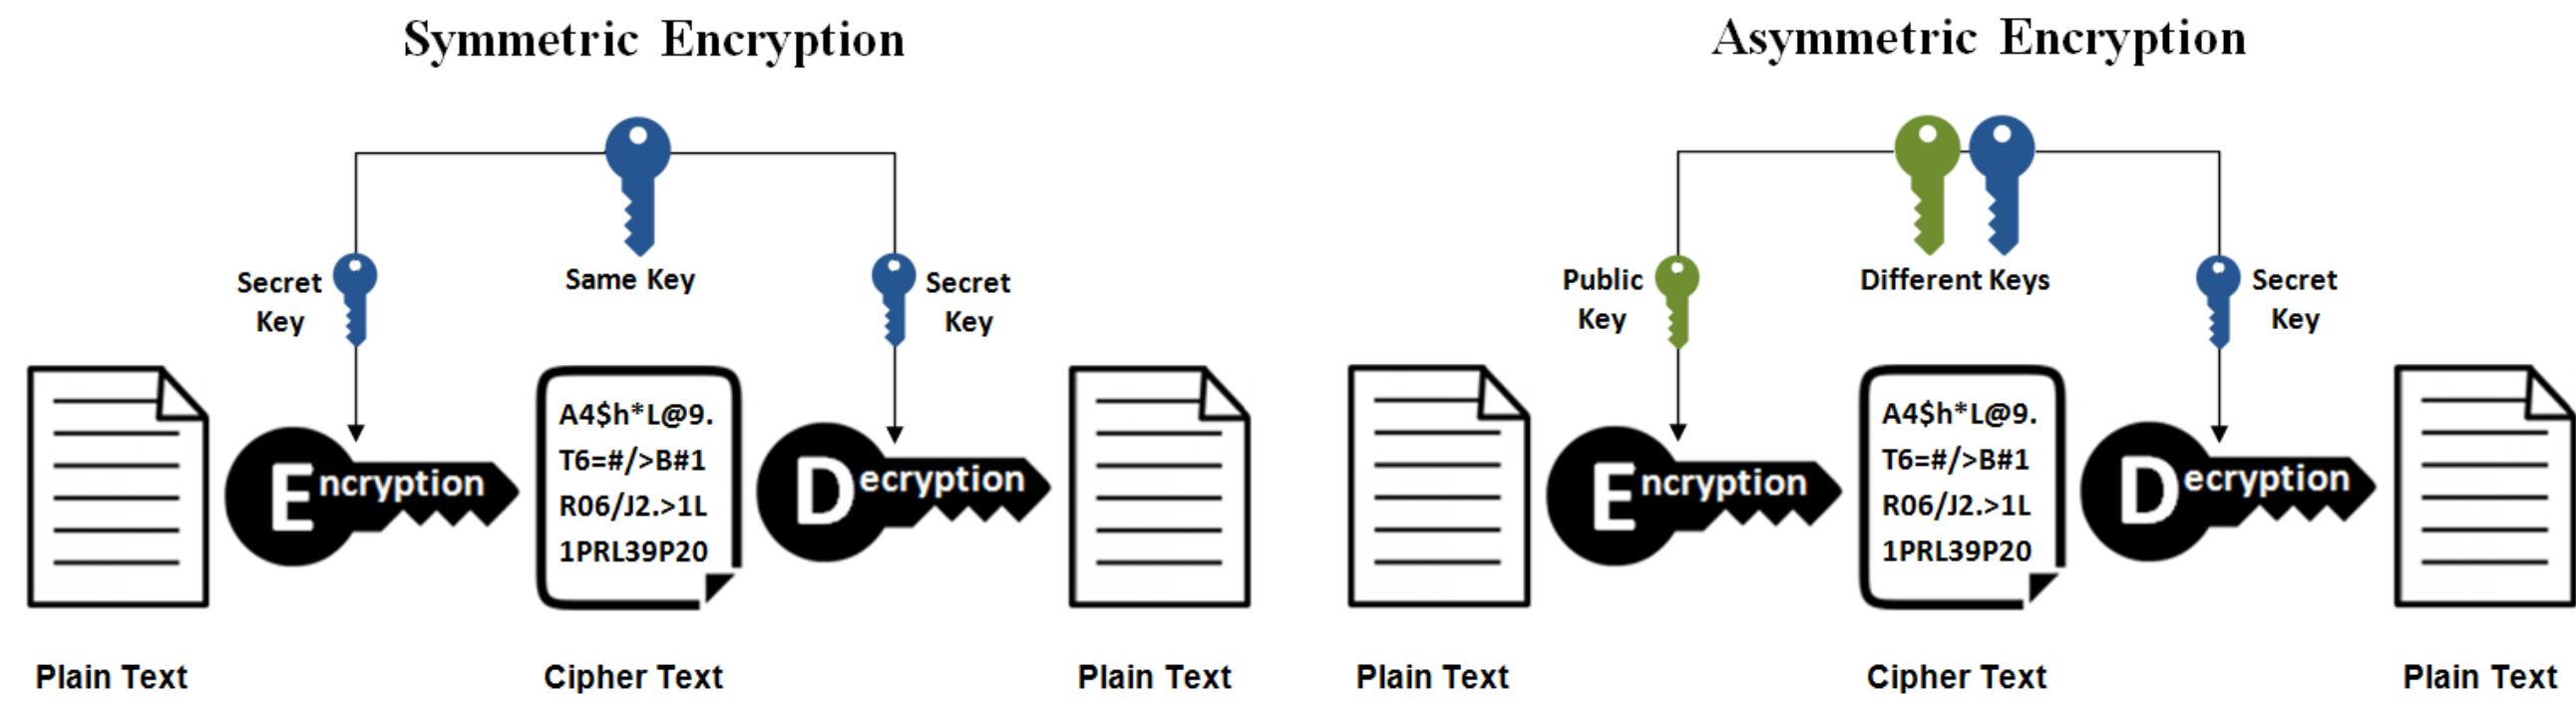 Symmetric Encryption
Secret
Key
Same Key
Secret
Key
Encryption
A4$h*L@9.
T6=#/>B#1
R06/J2.>1L
1PRL39P20
Decryption
Plain Text
Cipher Text
Plain Text
Asymmetric Encryption
Public
Key
Different Keys
Secret
Key
Encryption
A4$h*L@9.
T6=#/>B#1
R06/J2.>1L
1PRL39P20
Decryption
Plain Text
Cipher Text
Plain Text